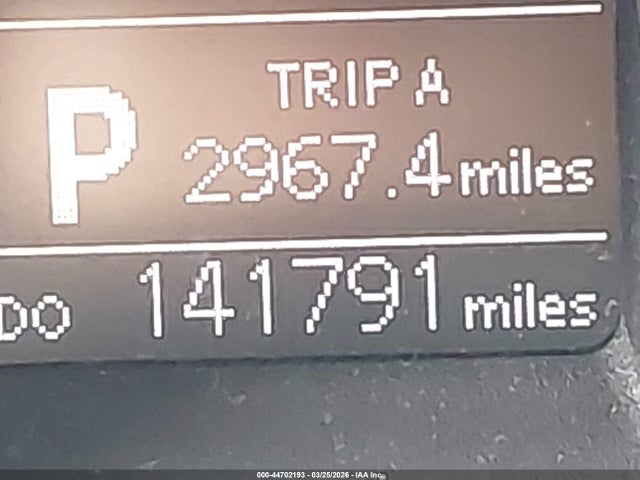 TRIP A
P 2967.4 miles
DO 141791 miles
000-44702193 - 03/25/2026 - IAA Inc.